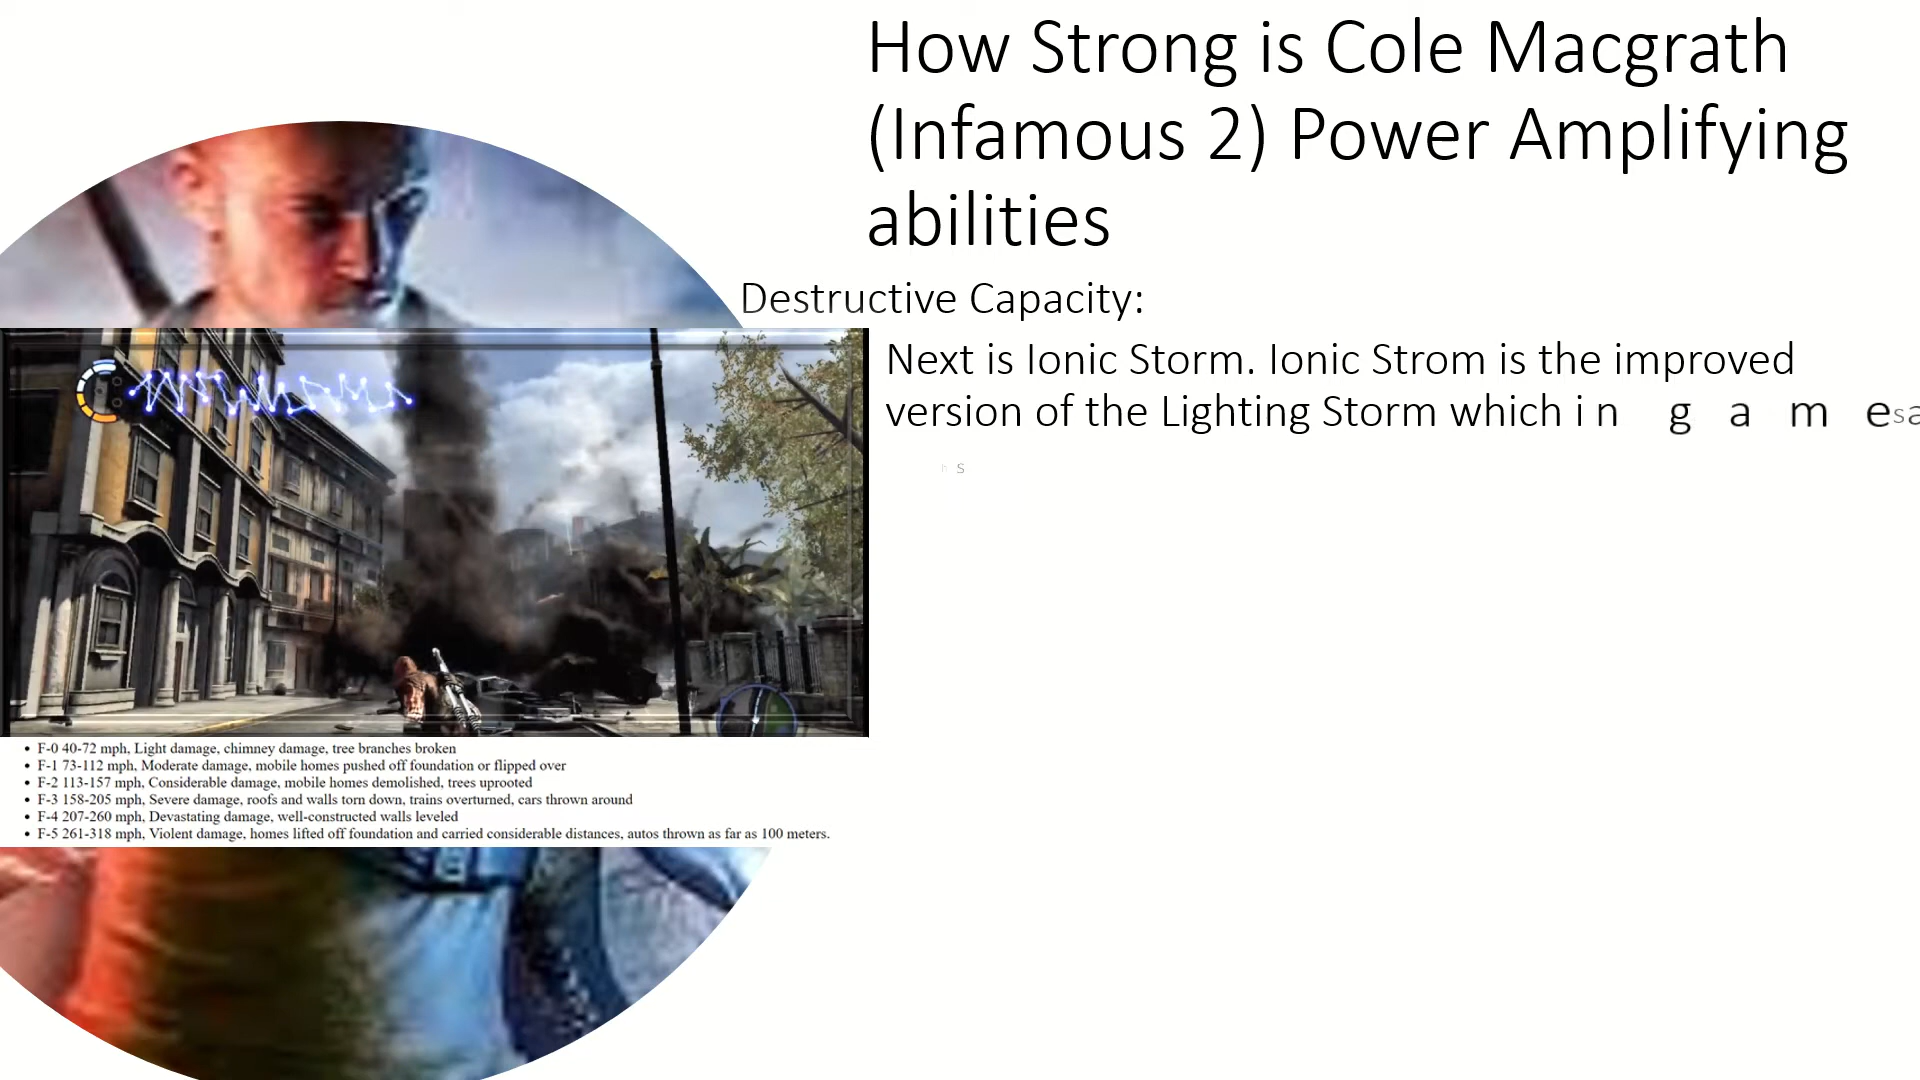 How Strong is Cole Macgrath
(Infamous 2) Power Amplifying
abilities
Destructive Capacity:
Next is Ionic Storm. Ionic Strom is the improved
version of the Lighting Storm which in game
• F-0 40-72 mph, Light damage, chimney damage, tree branches broken
• F-1 73-112 mph, Moderate damage, mobile homes pushed off foundation or flipped over
• F-2 113-157 mph, Considerable damage, mobile homes demolished, trees uprooted
• F-3 158-205 mph, Severe damage, roofs and walls torn down, trains overturned, cars thrown around
• F-4 207-260 mph, Devastating damage, well-constructed walls leveled
• F-5 261-318 mph, Violent damage, homes lifted off foundation and carried considerable distances, autos thrown as far as 100 meters.